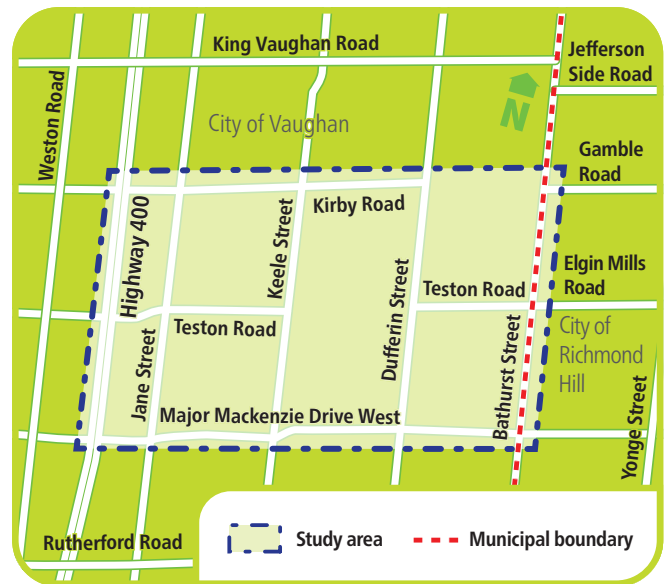 King Vaughan Road
Jefferson
Side Road
Weston Road
N
City of Vaughan
Gamble
Road
Kirby Road
Highway 400
Keele Street
Elgin Mills
Road
Teston Road
Teston Road
Jane Street
Dufferin Street
Bathurst Street
City of
Richmond
Hill
Major Mackenzie Drive West
Yonge Street
Rutherford Road
Study area
Municipal boundary